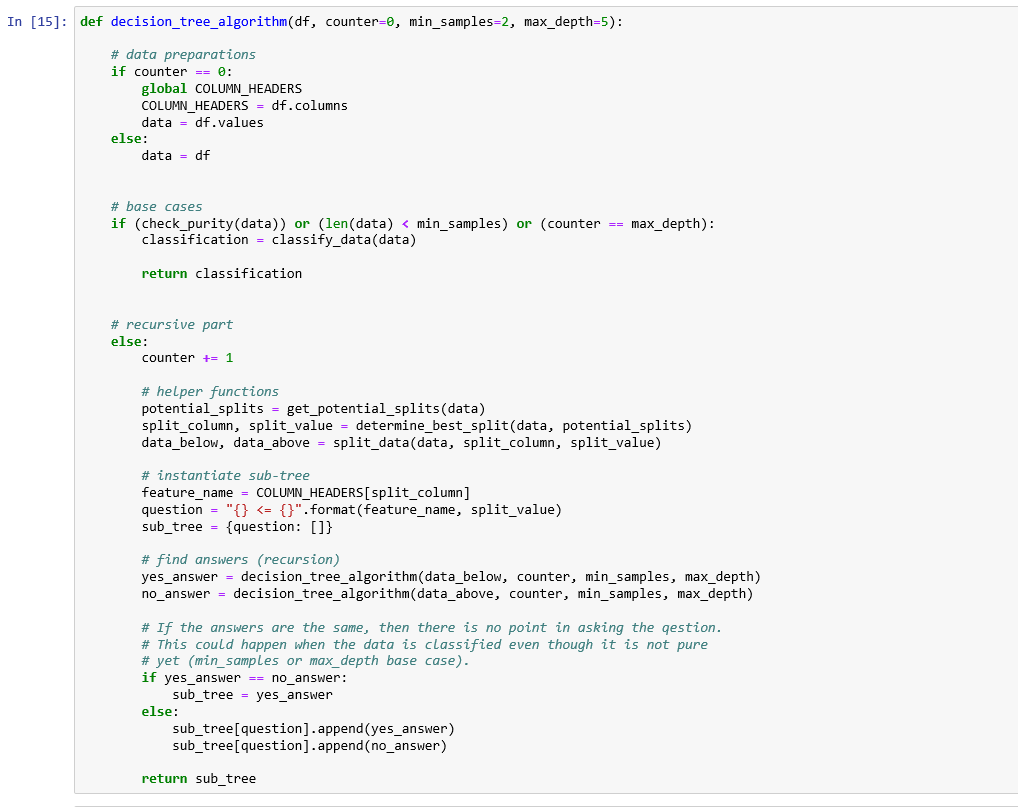 In [15]: def decision_tree_algorithm(df, counter=0, min_samples=2, max_depth=5):
# data preparations
if counter == 0:
global COLUMN_HEADERS
COLUMN_HEADERS = df.columns
data = df.values
else:
data = df
# base cases
if (check_purity(data)) or (len(data) < min_samples) or (counter == max_depth):
classification = classify_data(data)
return classification
# recursive part
else:
counter += 1
# helper functions
potential_splits = get_potential_splits(data)
split_column, split_value = determine_best_split(data, potential_splits)
data_below, data_above = split_data(data, split_column, split_value)
# instantiate sub-tree
feature_name = COLUMN_HEADERS[split_column]
question = "{} <= {}".format(feature_name, split_value)
sub_tree = {question: []}
# find answers (recursion)
yes_answer = decision_tree_algorithm(data_below, counter, min_samples, max_depth)
no_answer = decision_tree_algorithm(data_above, counter, min_samples, max_depth)
# If the answers are the same, then there is no point in asking the qestion.
# This could happen when the data is classified even though it is not pure
# yet (min_samples or max_depth base case).
if yes_answer == no_answer:
sub_tree = yes_answer
else:
sub_tree[question].append(yes_answer)
sub_tree[question].append(no_answer)
return sub_tree